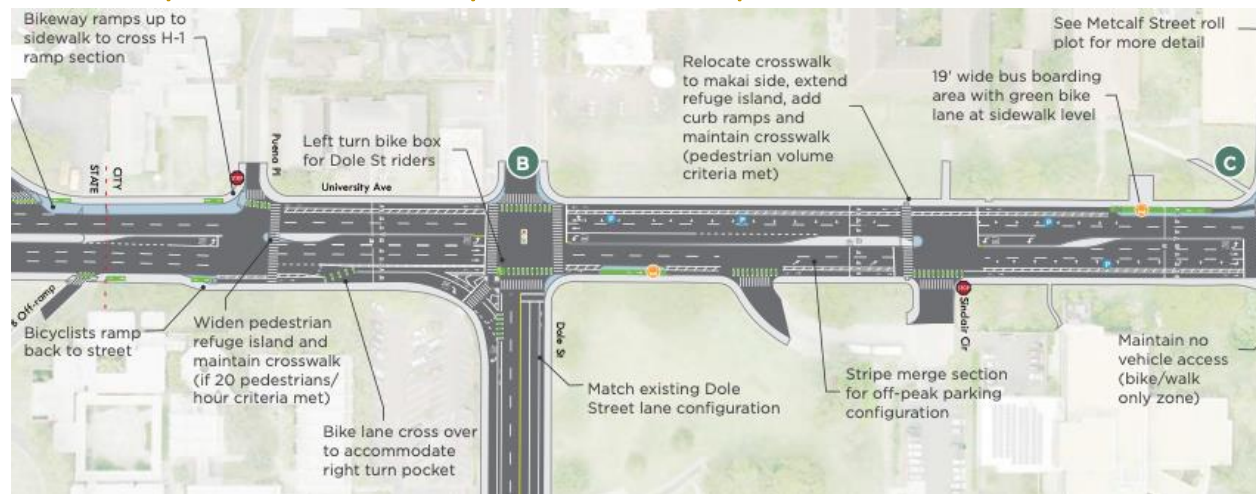 Bikeway ramps up to
sidewalk to cross H-1
ramp section
See Metcalf Street roll
plot for more detail
Relocate crosswalk
to makai side, extend
refuge island, add
curb ramps and
maintain crosswalk
(pedestrian volume
criteria met)
19' wide bus boarding
area with green bike
lane at sidewalk level
Left turn bike box
for Dole St riders
B
C
Puena Pl
University Ave
CITY
STATE
P
P
P
P
STOP
STOP
Off-ramp
Bicyclists ramp
back to street
Widen pedestrian
refuge island and
maintain crosswalk
(if 20 pedestrians/
hour criteria met)
Bike lane cross over
to accommodate
right turn pocket
Dole St
Match existing Dole
Street lane configuration
Stripe merge section
for off-peak parking
configuration
Sinclair Cir
Maintain no
vehicle access
(bike/walk
only zone)